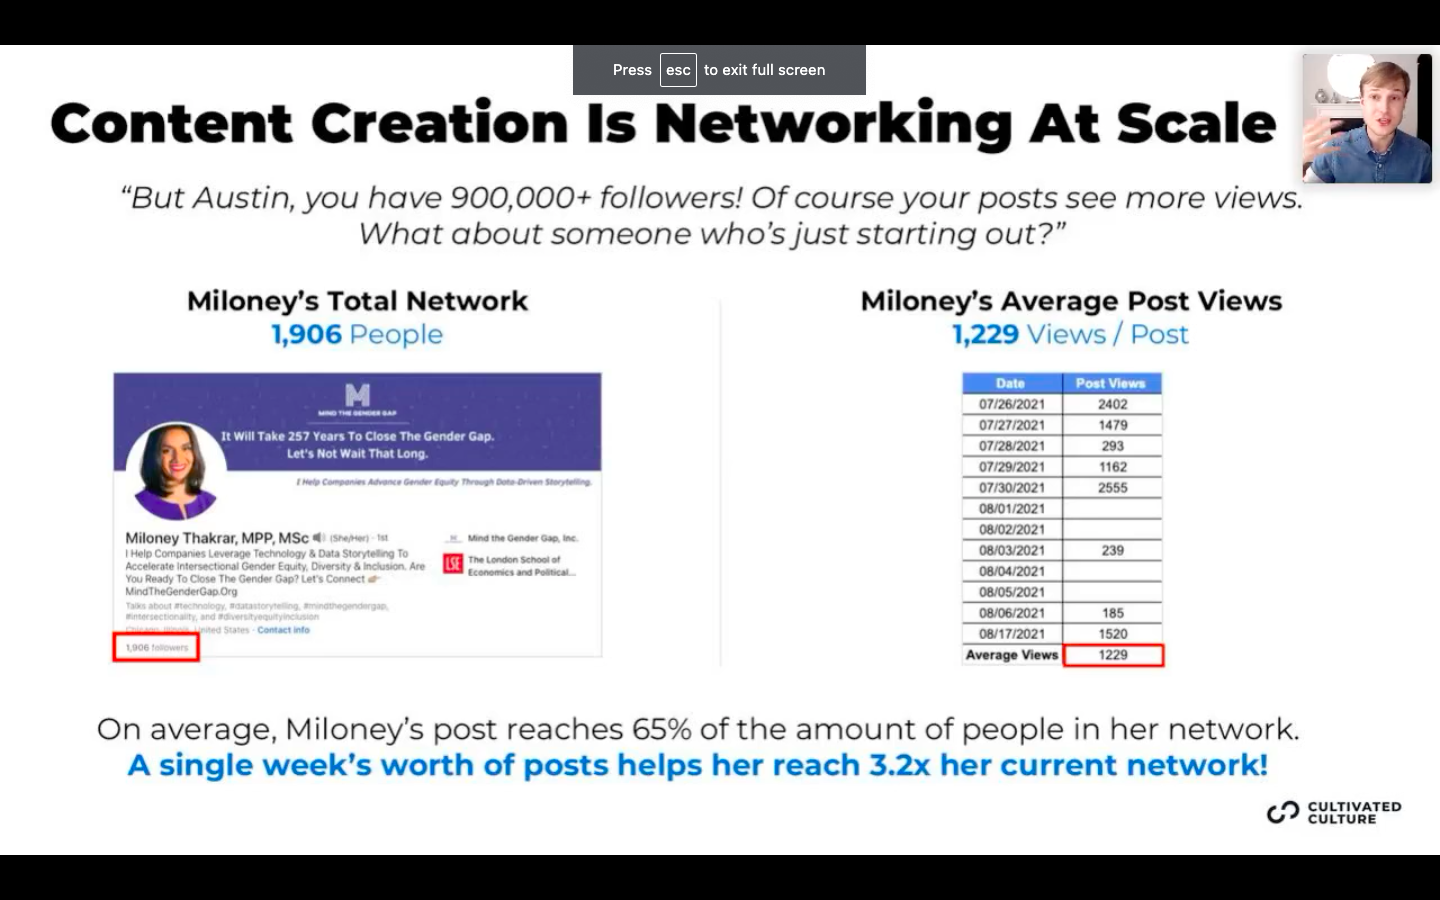 Press esc to exit full screen
Content Creation Is Networking At Scale
“But Austin, you have 900,000+ followers! Of course your posts see more views.
What about someone who’s just starting out?”
Miloney’s Total Network
1,906 People
M
MIND THE GENDER GAP
It Will Take 257 Years To Close The Gender Gap.
Let's Not Wait That Long.
I Help Companies Advance Gender Equity Through Data-Driven Storytelling.
Miloney Thakrar, MPP, MSc (She/Her) · 1st
I Help Companies Leverage Technology & Data Storytelling To
Accelerate Intersectional Gender Equity, Diversity & Inclusion. Are
You Ready To Close The Gender Gap? Let's Connect
MindTheGenderGap.Org
Talks about #technology, #datastorytelling, #mindthegendergap,
#intersectionality, and #diversityequityinclusion
Chicago, Illinois, United States · Contact info
1,906 followers
Mind the Gender Gap, Inc.
LSE
The London School of
Economics and Political...
Miloney’s Average Post Views
1,229 Views / Post
Date Post Views
07/26/2021 2402
07/27/2021 1479
07/28/2021 293
07/29/2021 1162
07/30/2021 2555
08/01/2021
08/02/2021
08/03/2021 239
08/04/2021
08/05/2021
08/06/2021 185
08/17/2021 1520
Average Views 1229
On average, Miloney’s post reaches 65% of the amount of people in her network.
A single week’s worth of posts helps her reach 3.2x her current network!
CULTIVATED
CULTURE